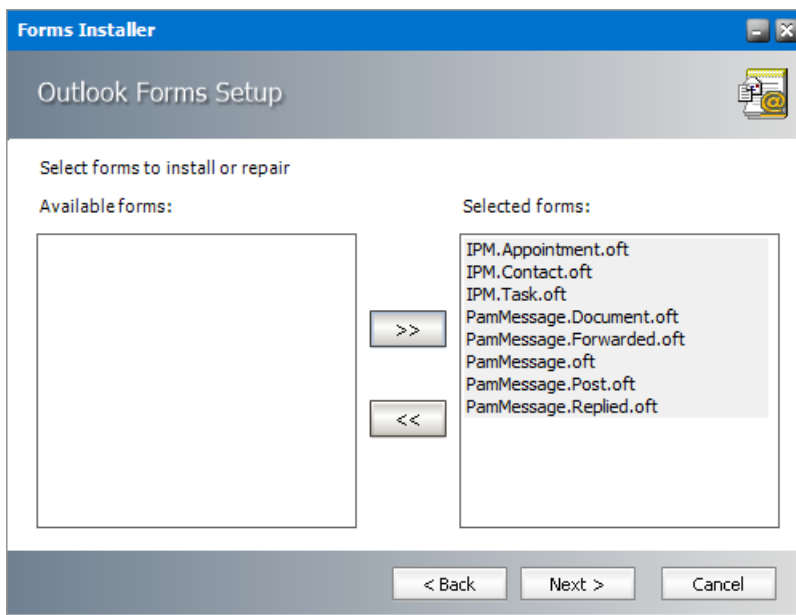 Forms Installer
Outlook Forms Setup
Select forms to install or repair
Available forms:
Selected forms:
IPM.Appointment.oft
IPM.Contact.oft
IPM.Task.oft
PamMessage.Document.oft
PamMessage.Forwarded.oft
PamMessage.oft
PamMessage.Post.oft
PamMessage.Replied.oft
>>
<<
< Back
Next >
Cancel